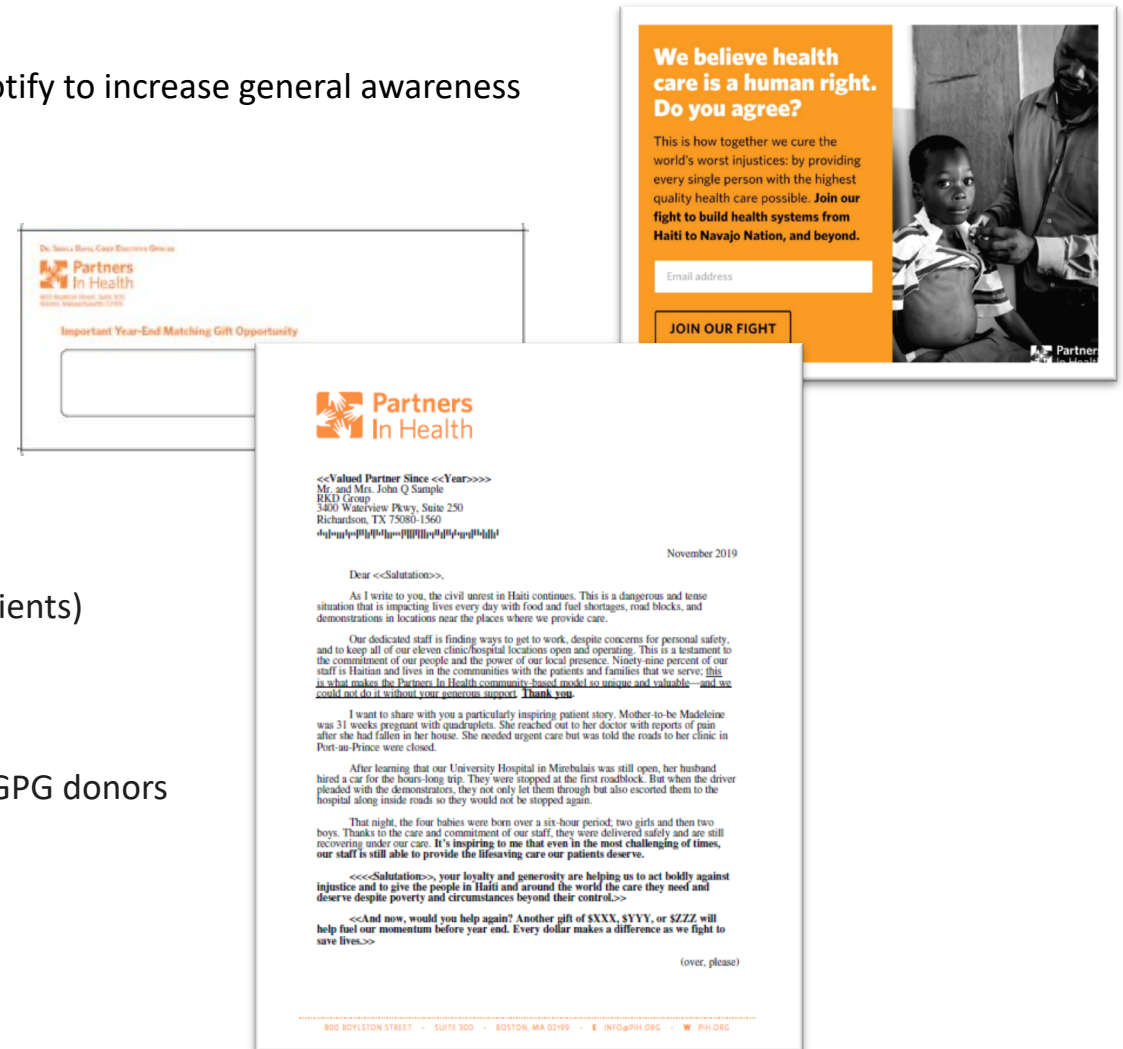 otify to increase general awareness
We believe health
care is a human right.
Do you agree?
This is how together we cure the
world's worst injustices: by providing
every single person with the highest
quality health care possible. Join our
fight to build health systems from
Haiti to Navajo Nation, and beyond.
Email address
JOIN OUR FIGHT
Partner
In Healt
Partners
In Health
Important Year-End Matching Gift Opportunity
Partners
In Health
<<Valued Partner Since <<Year>>>>
Mr. and Mrs. John Q Sample
RKD Group
3400 Waterview Pkwy, Suite 250
Richardson, TX 75080-1560
November 2019
Dear <<Salutation>>,
As I write to you, the civil unrest in Haiti continues. This is a dangerous and tense
situation that is impacting lives every day with food and fuel shortages, road blocks, and
demonstrations in locations near the places where we provide care.
Our dedicated staff is finding ways to get to work, despite concerns for personal safety,
and to keep all of our eleven clinic/hospital locations open and operating. This is a testament to
the commitment of our people and the power of our local presence. Ninety-nine percent of our
staff is Haitian and lives in the communities with the patients and families that we serve; this
is what makes the Partners In Health community-based model so unique and valuable—and we
could not do it without your generous support. Thank you.
I want to share with you a particularly inspiring patient story. Mother-to-be Madeleine
was 31 weeks pregnant with quadruplets. She reached out to her doctor with reports of pain
after she had fallen in her house. She needed urgent care but was told the roads to her clinic in
Port-au-Prince were closed.
After learning that our University Hospital in Mirebalais was still open, her husband
hired a car for the hours-long trip. They were stopped at the first roadblock. But when the driver
pleaded with the demonstrators, they not only let them through but also escorted them to the
hospital along inside roads so they would not be stopped again.
That night, the four babies were born over a six-hour period; two girls and then two
boys. Thanks to the care and commitment of our staff, they were delivered safely and are still
recovering under our care. It's inspiring to me that even in the most challenging of times,
our staff is still able to provide the lifesaving care our patients deserve.
<<<<Salutation>>, your loyalty and generosity are helping us to act boldly against
injustice and to give the people in Haiti and around the world the care they need and
deserve despite poverty and circumstances beyond their control.>>
<<And now, would you help again? Another gift of $XXX, $YYY, or $ZZZ will
help fuel our momentum before year end. Every dollar makes a difference as we fight to
save lives.>>
(over, please)
800 BOYLSTON STREET - SUITE 300 - BOSTON, MA 02199 - E INFO@PIH.ORG - W PIH.ORG
ients)
GPG donors